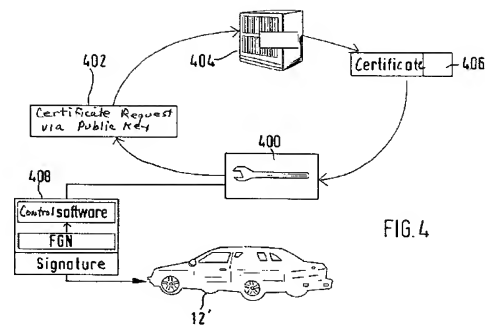 402
404
Certificate
406
Certificate Request
via Public Key
400
408
Control software
FGN
Signature
FIG.4
12'